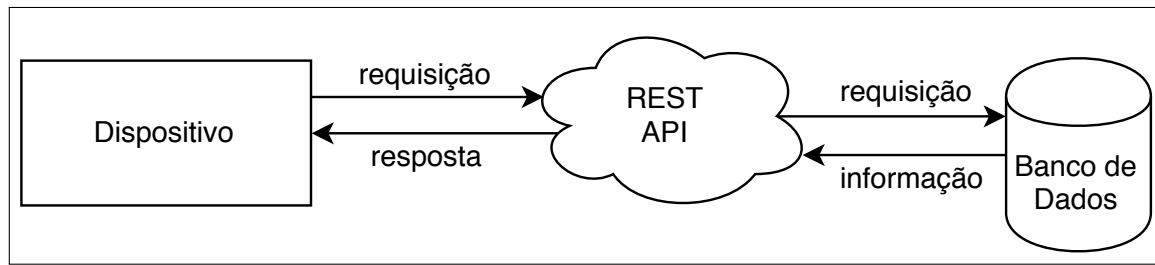 Dispositivo
requisição
resposta
REST
API
requisição
informação
Banco de
Dados